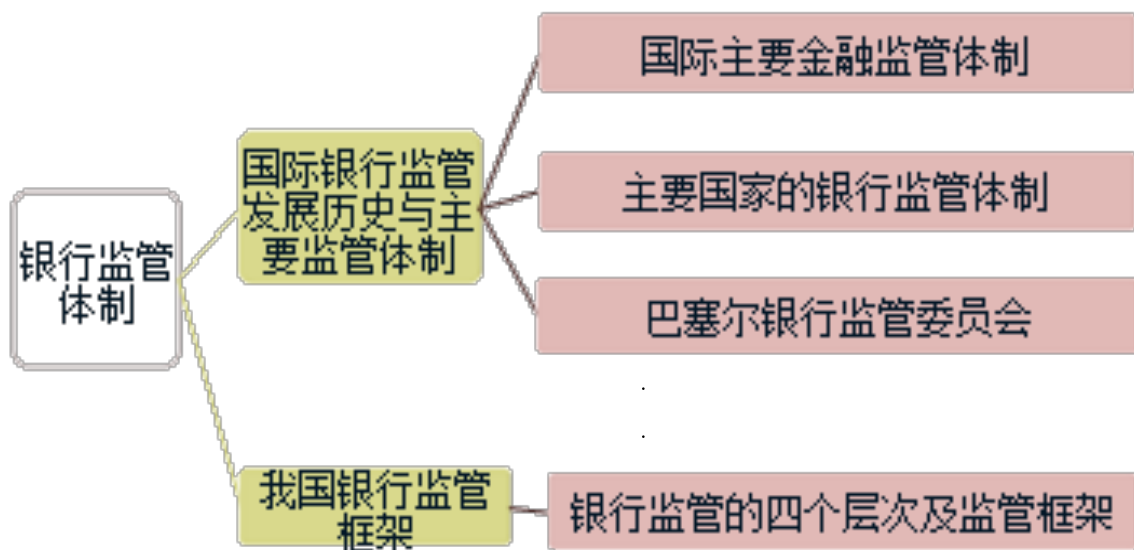 银行监管
体制
国际银行监管
发展历史与主
要监管体制
国际主要金融监管体制
主要国家的银行监管体制
巴塞尔银行监管委员会
.
.
我国银行监管
框架
银行监管的四个层次及监管框架